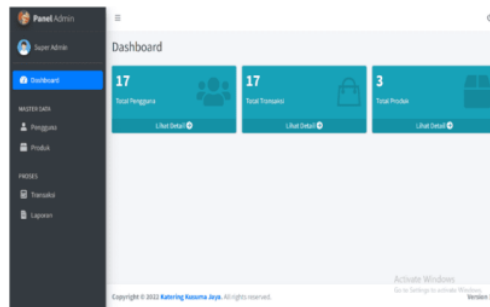 Panel Admin
Super Admin
Dashboard
Dashboard
17
Total Pengguna
Lihat Detail
17
Total Transaksi
Lihat Detail
3
Total Produk
Lihat Detail
MASTER DATA
Pengguna
Produk
PROSES
Transaksi
Laporan
Activate Windows
Go to Settings to activate Windows.
Copyright © 2022 Katering Kusuma Jaya. All rights reserved.
Version